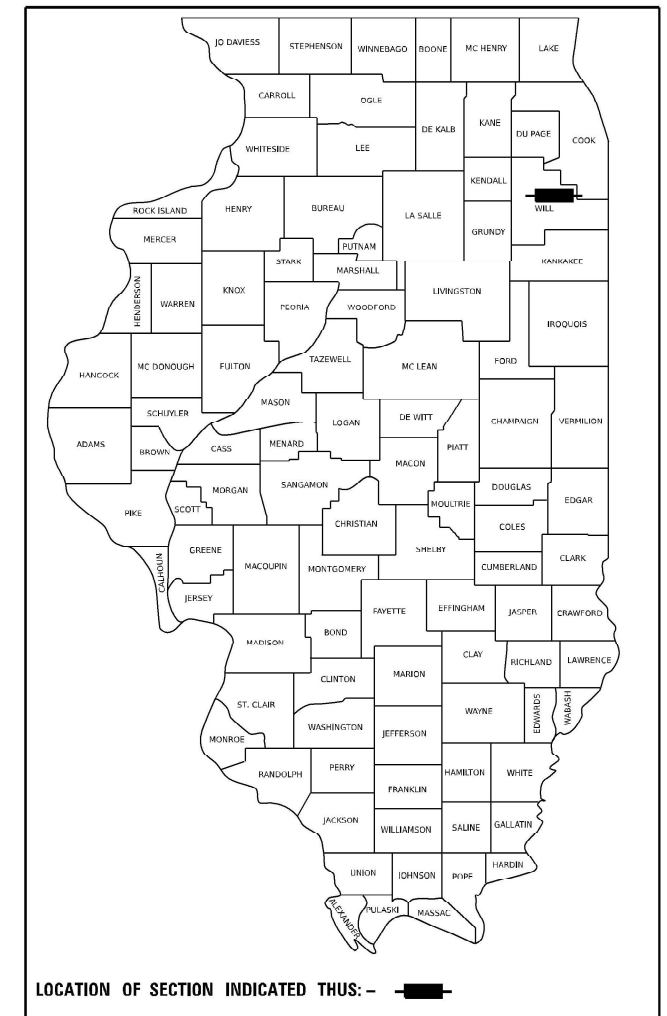 JO DAVIESS STEPHENSON WINNEBAGO BOONE MC HENRY LAKE
CARROLL OGLE
DE KALB KANE DU PAGE COOK
WHITESIDE LEE
KENDALL
ROCK ISLAND HENRY BUREAU LA SALLE WILL
MERCER PUTNAM GRUNDY
STARK MARSHALL KANKAKEE
HENDERSON WARREN KNOX PEORIA WOODFORD LIVINGSTON
IROQUOIS
HANCOCK MC DONOUGH FULTON TAZEWELL MC LEAN FORD
MASON
SCHUYLER LOGAN DE WITT CHAMPAIGN VERMILION
ADAMS BROWN CASS MENARD PIATT
MACON
MORGAN SANGAMON DOUGLAS
PIKE SCOTT CHRISTIAN MOULTRIE COLES EDGAR
GREENE SHELBY
CALHOUN MACOUPIN MONTGOMERY CUMBERLAND CLARK
JERSEY FAYETTE EFFINGHAM JASPER CRAWFORD
MADISON BOND
CLAY RICHLAND LAWRENCE
CLINTON MARION
ST. CLAIR WAYNE EDWARDS WABASH
WASHINGTON JEFFERSON
MONROE
RANDOLPH PERRY HAMILTON WHITE
FRANKLIN
JACKSON WILLIAMSON SALINE GALLATIN
UNION JOHNSON POPE HARDIN
ALEXANDER PULASKI MASSAC
LOCATION OF SECTION INDICATED THUS: –